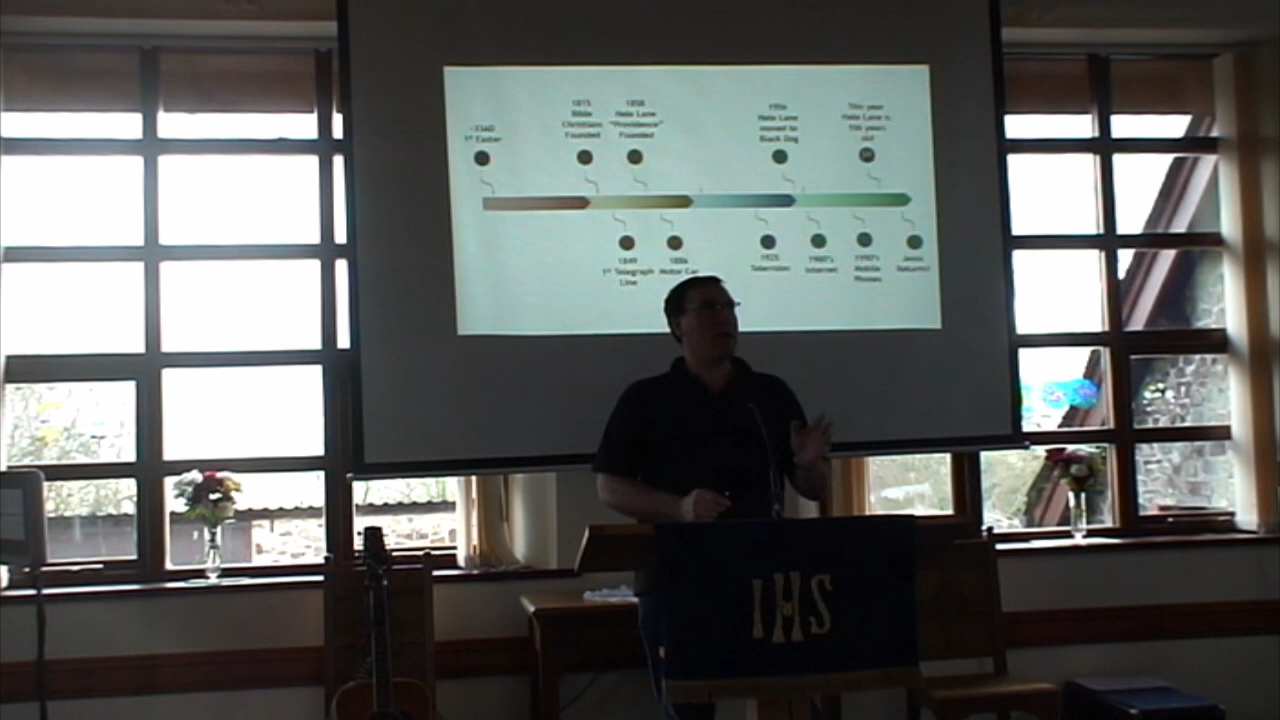 ~33AD
1st Easter
1815
Bible
Christians
Founded
1858
Hele Lane
"Providence"
Founded
1956
Hele Lane
moved to
Black Dog
This year
Hele Lane is
years
old
1849
1st Telegraph
Line
1886
Motor Car
1925
Television
1980's
Internet
1990's
Mobile
Phones
Jesus
Returns!
IHS